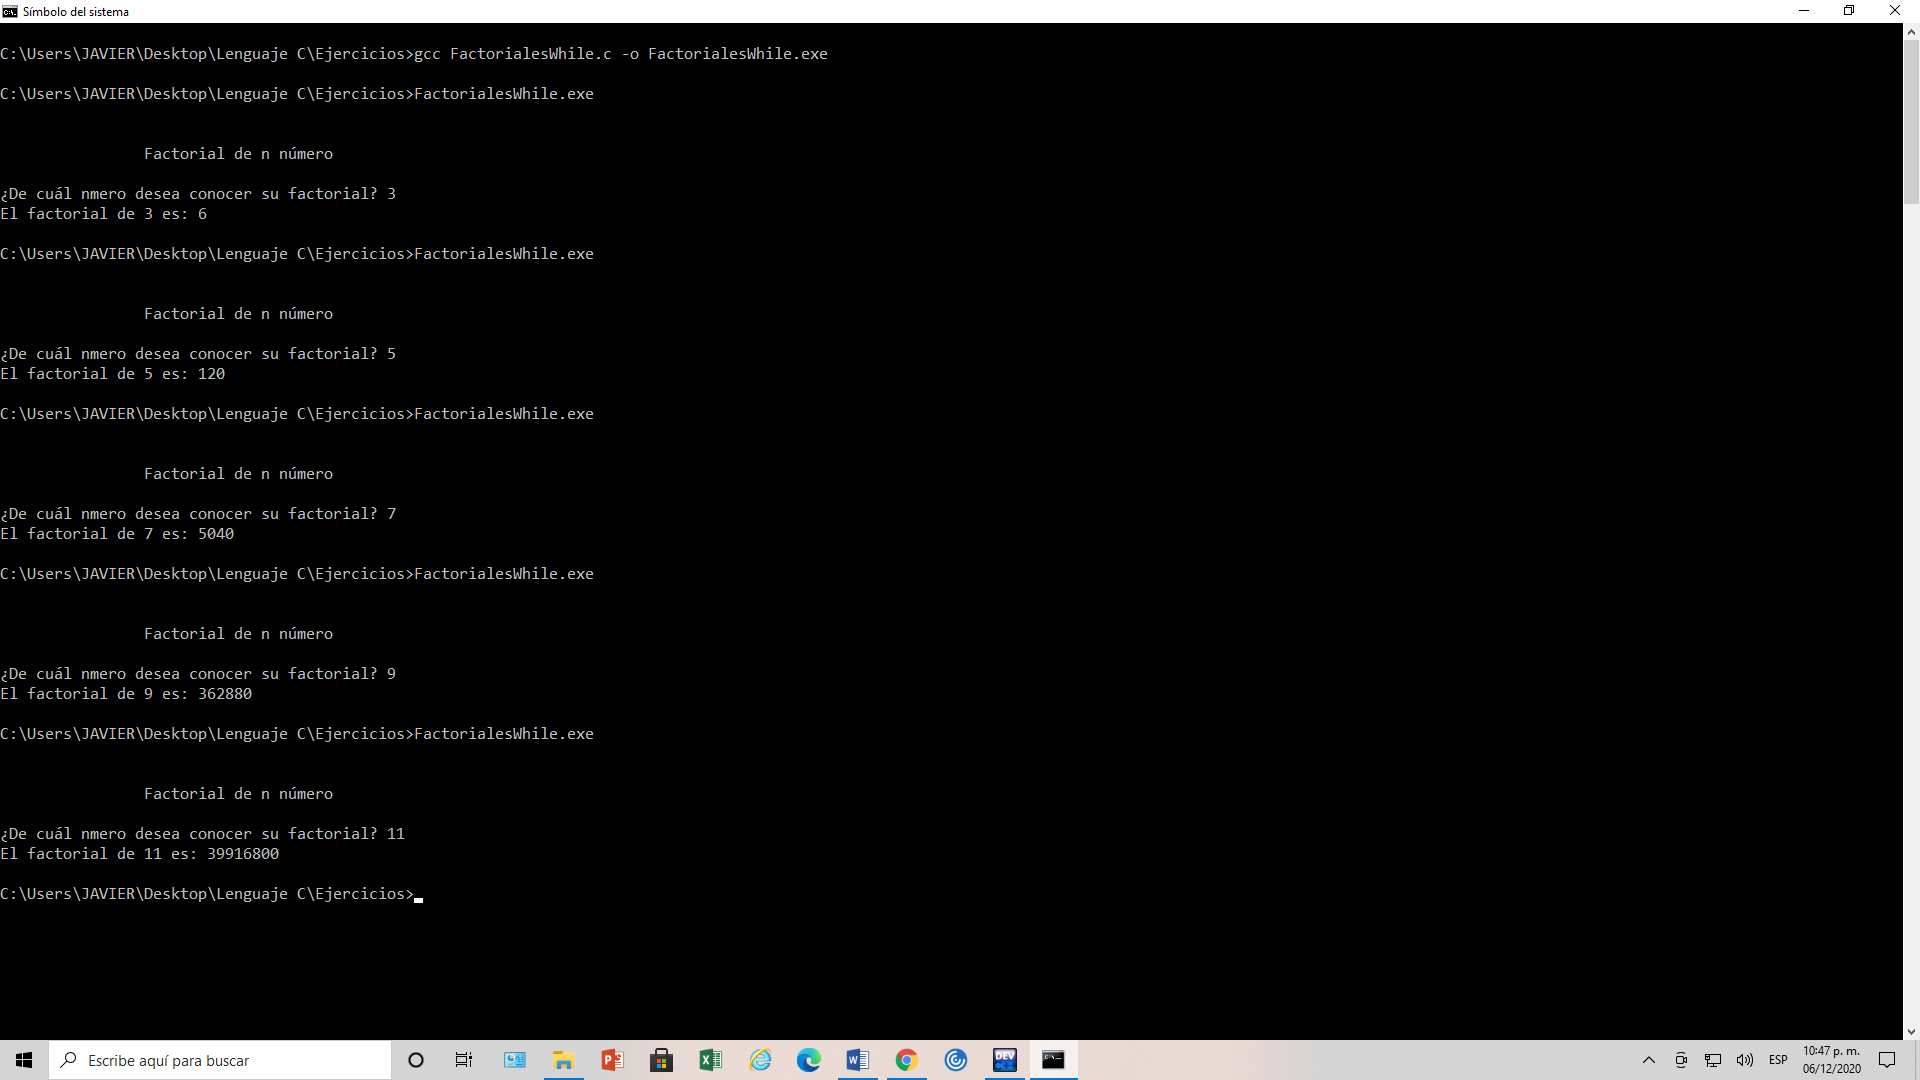 Símbolo del sistema
C:\Users\JAVIER\Desktop\Lenguaje C\Ejercicios>gcc FactorialesWhile.c -o FactorialesWhile.exe
C:\Users\JAVIER\Desktop\Lenguaje C\Ejercicios>FactorialesWhile.exe
Factorial de n número
¿De cuál nmero desea conocer su factorial? 3
El factorial de 3 es: 6
C:\Users\JAVIER\Desktop\Lenguaje C\Ejercicios>FactorialesWhile.exe
Factorial de n número
¿De cuál nmero desea conocer su factorial? 5
El factorial de 5 es: 120
C:\Users\JAVIER\Desktop\Lenguaje C\Ejercicios>FactorialesWhile.exe
Factorial de n número
¿De cuál nmero desea conocer su factorial? 7
El factorial de 7 es: 5040
C:\Users\JAVIER\Desktop\Lenguaje C\Ejercicios>FactorialesWhile.exe
Factorial de n número
¿De cuál nmero desea conocer su factorial? 9
El factorial de 9 es: 362880
C:\Users\JAVIER\Desktop\Lenguaje C\Ejercicios>FactorialesWhile.exe
Factorial de n número
¿De cuál nmero desea conocer su factorial? 11
El factorial de 11 es: 39916800
C:\Users\JAVIER\Desktop\Lenguaje C\Ejercicios>
Escribe aquí para buscar
DEV
ESP
10:47 p. m.
06/12/2020